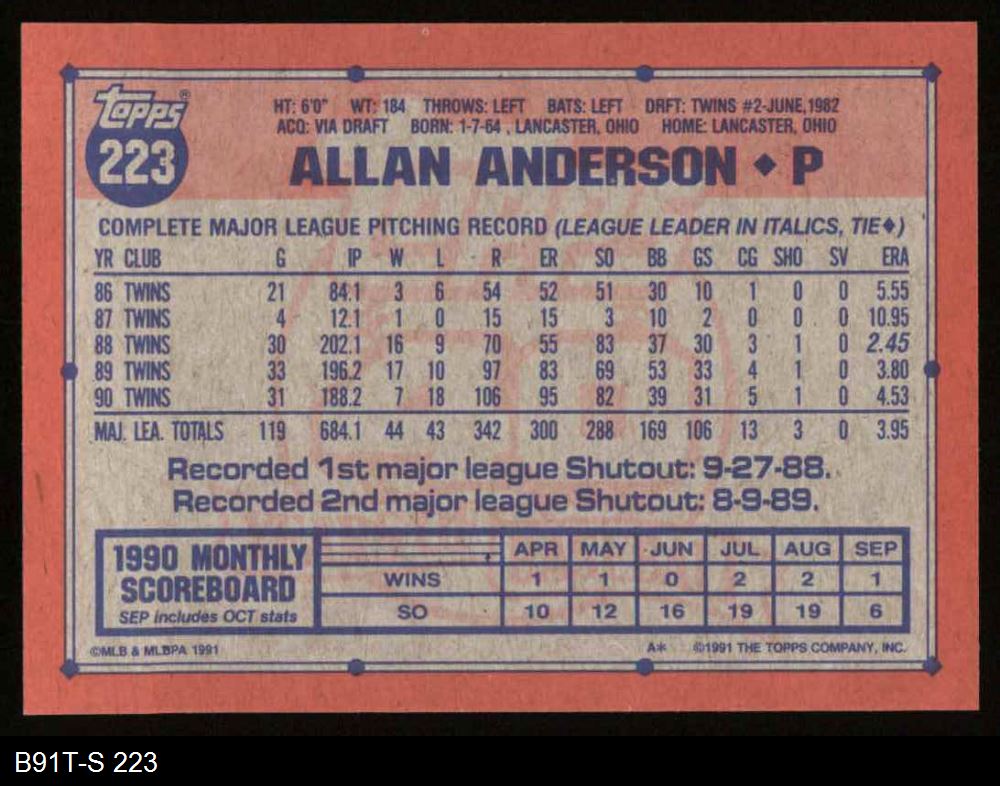 Topps®
223
HT: 6'0" WT: 184 THROWS: LEFT BATS: LEFT DRFT: TWINS #2-JUNE,1982
ACQ: VIA DRAFT BORN: 1-7-64 , LANCASTER, OHIO HOME: LANCASTER, OHIO
ALLAN ANDERSON ♦ P
COMPLETE MAJOR LEAGUE PITCHING RECORD (LEAGUE LEADER IN ITALICS, TIE♦)
YR CLUB G IP W L R ER SO BB GS CG SHO SV ERA
86 TWINS 21 84.1 3 6 54 52 51 30 10 1 0 0 5.55
87 TWINS 4 12.1 1 0 15 15 3 10 2 0 0 0 10.95
88 TWINS 30 202.1 16 9 70 55 83 37 30 3 1 0 2.45
89 TWINS 33 196.2 17 10 97 83 69 53 33 4 1 0 3.80
90 TWINS 31 188.2 7 18 106 95 82 39 31 5 1 0 4.53
MAJ. LEA. TOTALS 119 684.1 44 43 342 300 288 169 106 13 3 0 3.95
Recorded 1st major league Shutout: 9-27-88.
Recorded 2nd major league Shutout: 8-9-89.
1990 MONTHLY
SCOREBOARD
SEP includes OCT stats
APR MAY JUN JUL AUG SEP
WINS 1 1 0 2 2 1
SO 10 12 16 19 19 6
©MLB & MLBPA 1991 A* ©1991 THE TOPPS COMPANY, INC.
B91T-S 223